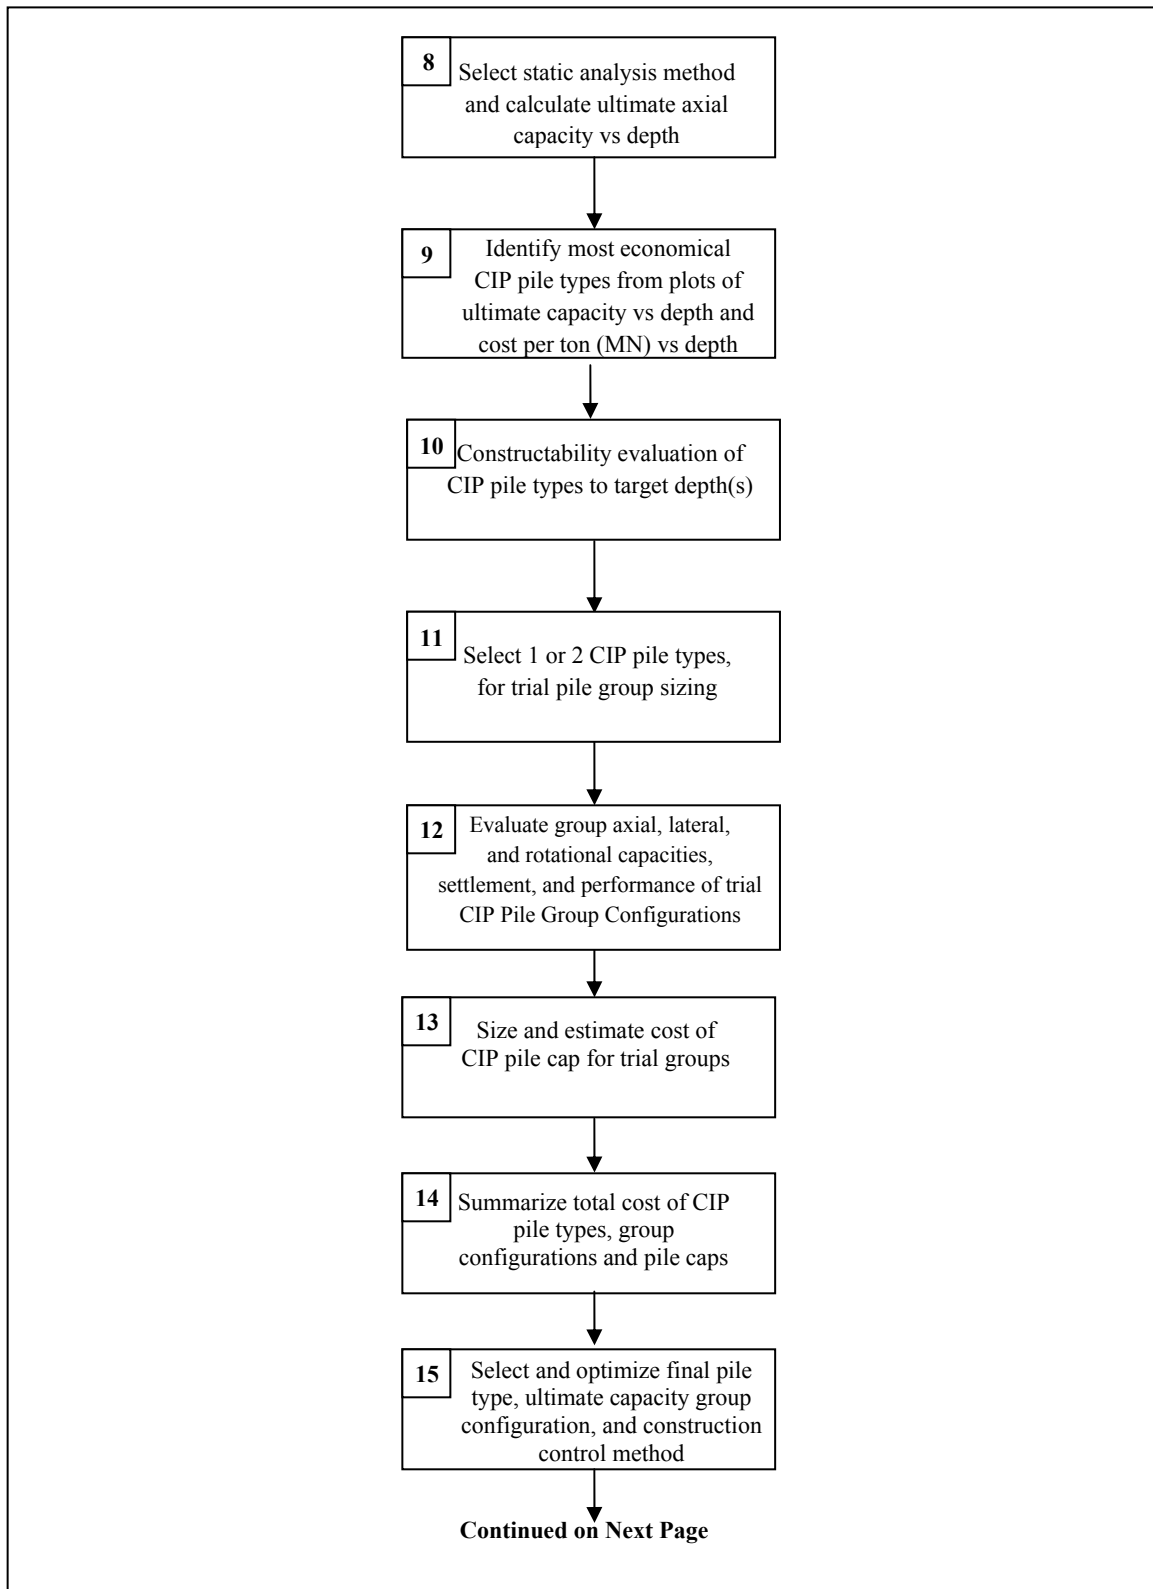 8
Select static analysis method
and calculate ultimate axial
capacity vs depth
9
Identify most economical
CIP pile types from plots of
ultimate capacity vs depth and
cost per ton (MN) vs depth
10
Constructability evaluation of
CIP pile types to target depth(s)
11
Select 1 or 2 CIP pile types,
for trial pile group sizing
12
Evaluate group axial, lateral,
and rotational capacities,
settlement, and performance of trial
CIP Pile Group Configurations
13
Size and estimate cost of
CIP pile cap for trial groups
14
Summarize total cost of CIP
pile types, group
configurations and pile caps
15
Select and optimize final pile
type, ultimate capacity group
configuration, and construction
control method
Continued on Next Page